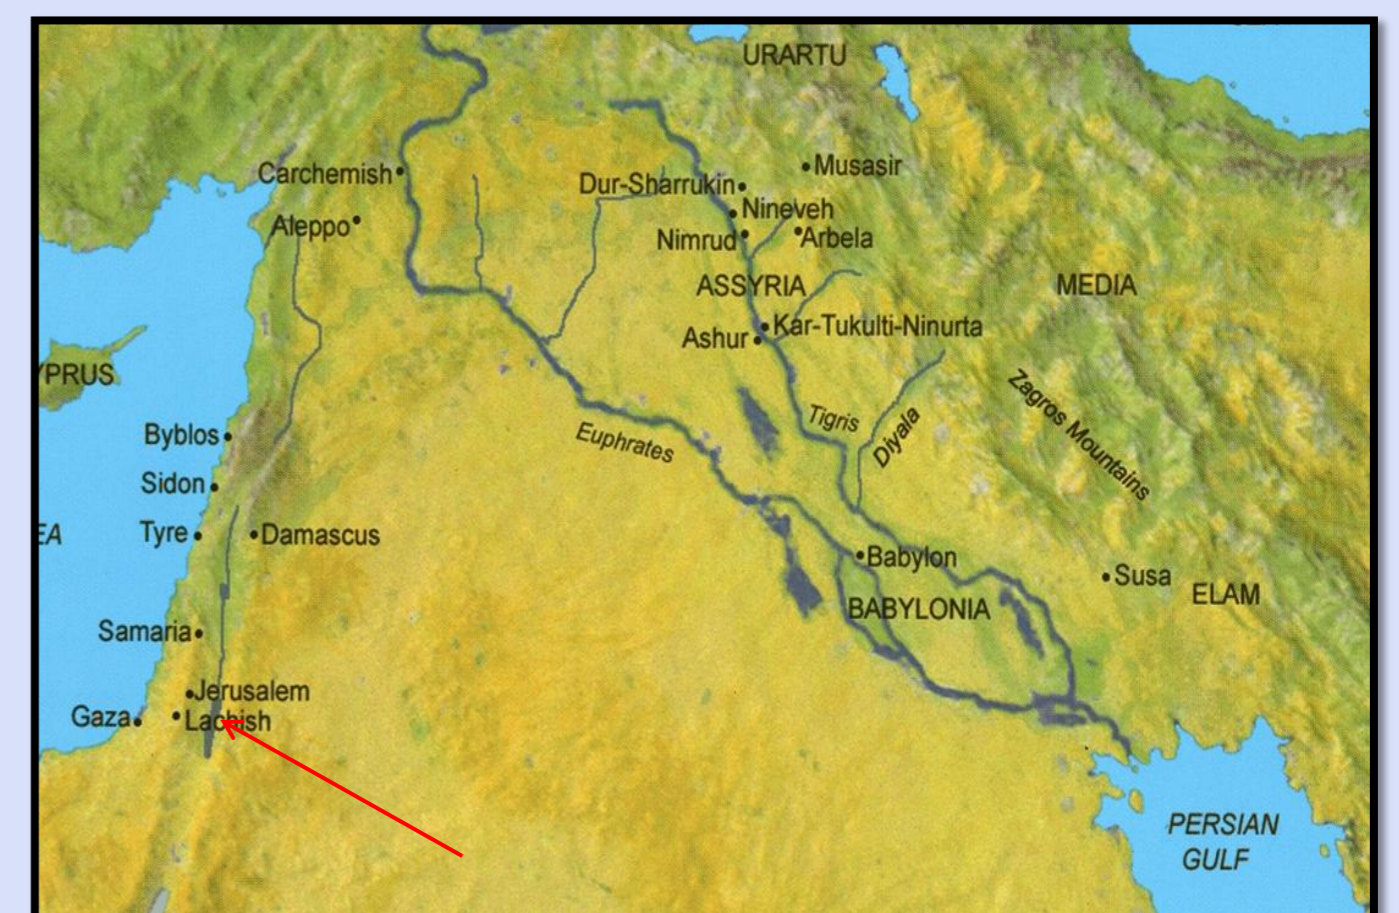 URARTU
Musasir
Carchemish
Dur-Sharrukin
Nineveh
Aleppo
Nimrud
Arbela
ASSYRIA
MEDIA
Kar-Tukulti-Ninurta
Ashur
YPRUS
Zagros Mountains
Tigris
Diyala
Euphrates
Byblos
Sidon
Tyre
Damascus
EA
Babylon
Susa
ELAM
BABYLONIA
Samaria
Jerusalem
Gaza
Lachish
PERSIAN
GULF